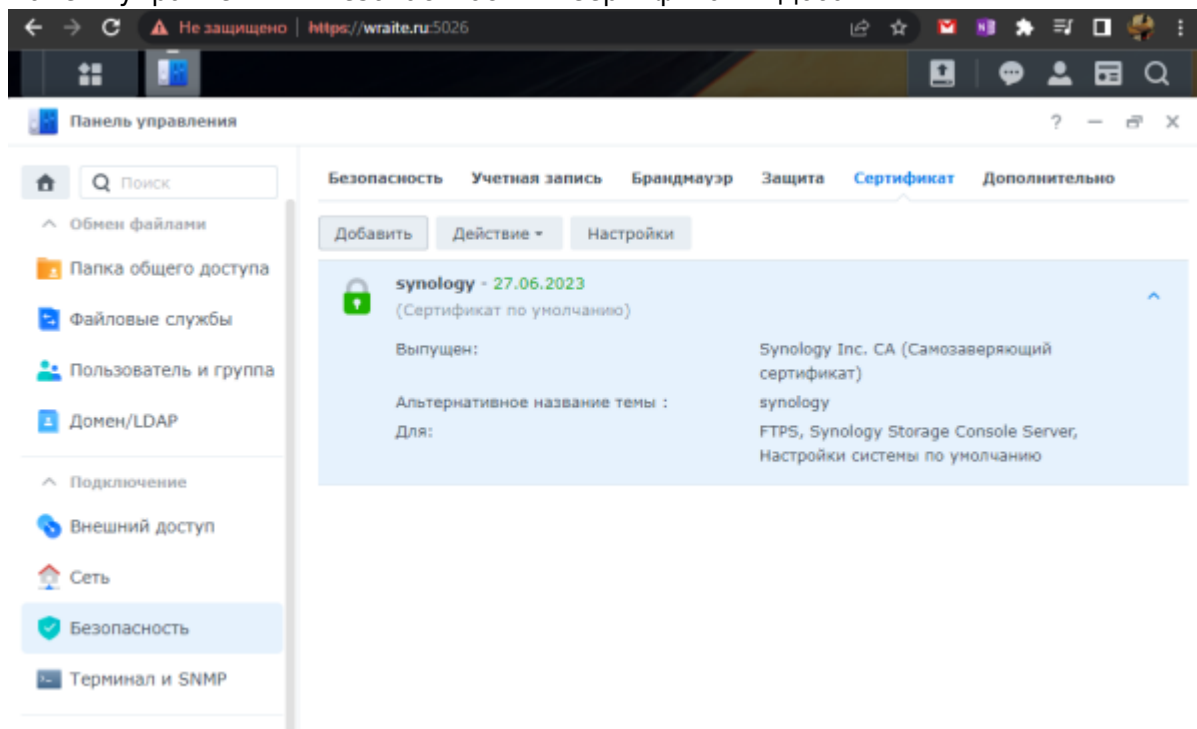 Не защищено | https://wraite.ru:5026
Панель управления
Поиск
Безопасность Учетная запись Брандмауэр Защита Сертификат Дополнительно
Обмен файлами
Добавить Действие Настройки
Папка общего доступа
synology - 27.06.2023
(Сертификат по умолчанию)
Файловые службы
Выпущен: Synology Inc. CA (Самозаверяющий
сертификат)
Пользователь и группа
Альтернативное название темы : synology
Домен/LDAP
Для: FTPS, Synology Storage Console Server,
Настройки системы по умолчанию
Подключение
Внешний доступ
Сеть
Безопасность
Терминал и SNMP